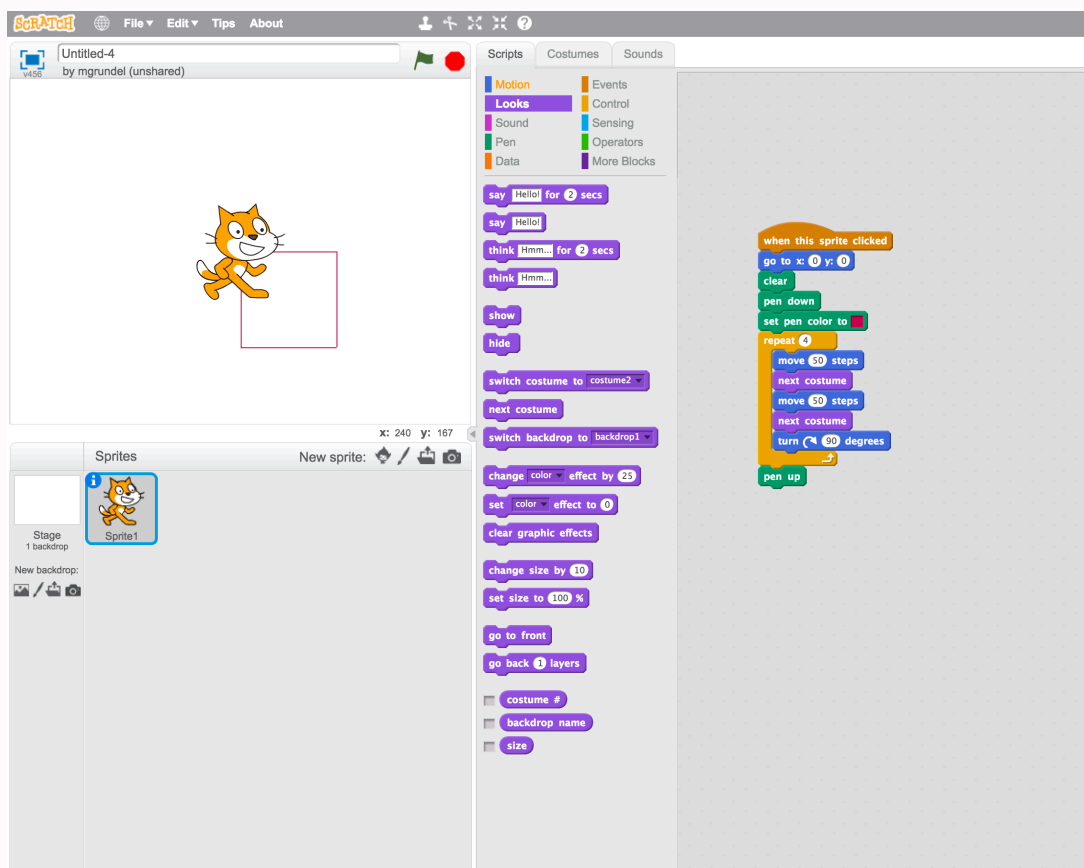 SCRATCH File Edit Tips About
v456 Untitled-4
by mgrundel (unshared)
x: 240 y: 167
Sprites New sprite:
Stage
1 backdrop
New backdrop:
Sprite1
Scripts Costumes Sounds
Motion Events
Looks Control
Sound Sensing
Pen Operators
Data More Blocks
say Hello! for 2 secs
say Hello!
think Hmm... for 2 secs
think Hmm...
show
hide
switch costume to costume2
next costume
switch backdrop to backdrop1
change color effect by 25
set color effect to 0
clear graphic effects
change size by 10
set size to 100 %
go to front
go back 1 layers
costume #
backdrop name
size
when this sprite clicked
go to x: 0 y: 0
clear
pen down
set pen color to
repeat 4
move 50 steps
next costume
move 50 steps
next costume
turn 90 degrees
pen up